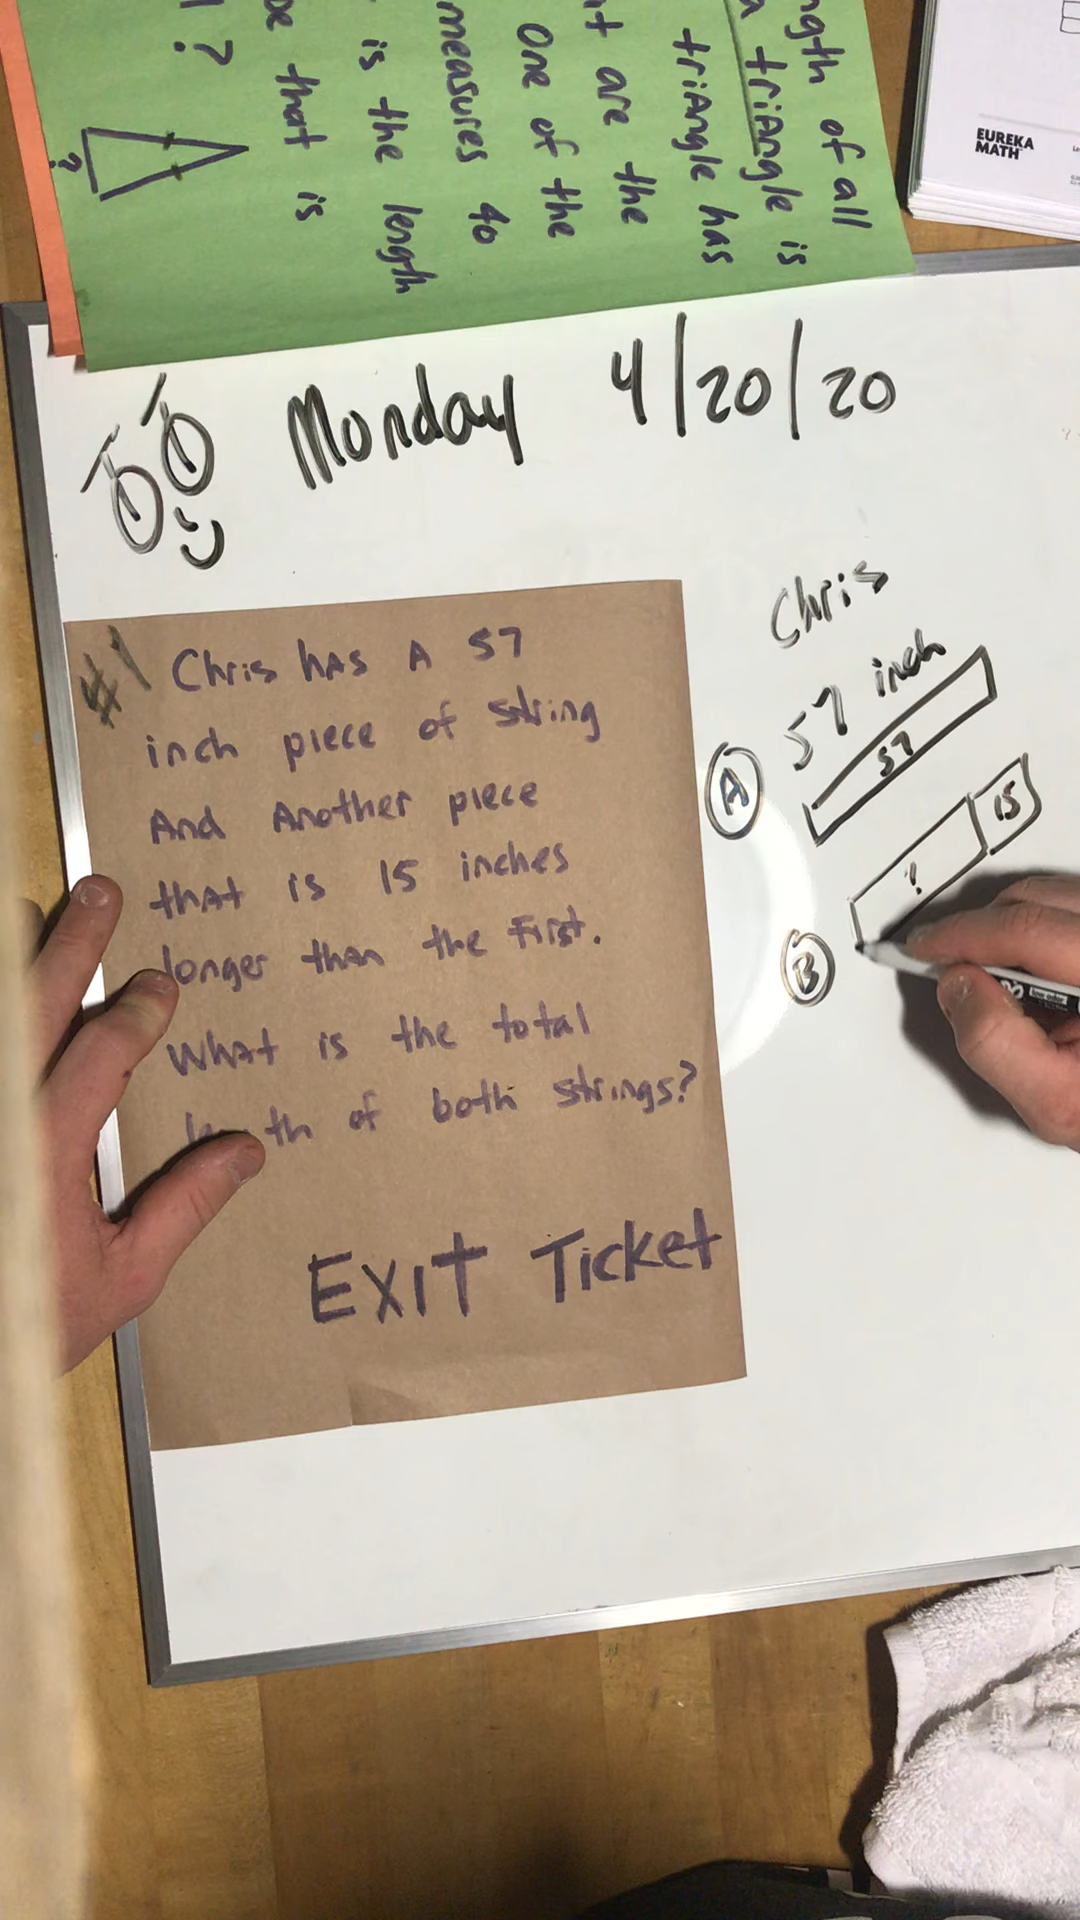 ngth of all
a triangle is
triangle has
t are the
One of the
measures 40
is the length
be that is
?
?
EUREKA
MATH
Monday 4/20/20
#1 Chris has A 57
inch piece of string
And Another piece
that is 15 inches
longer than the First.
What is the total
th of both strings?
EXIT Ticket
Chris
57 inch
A
57
15
?
B